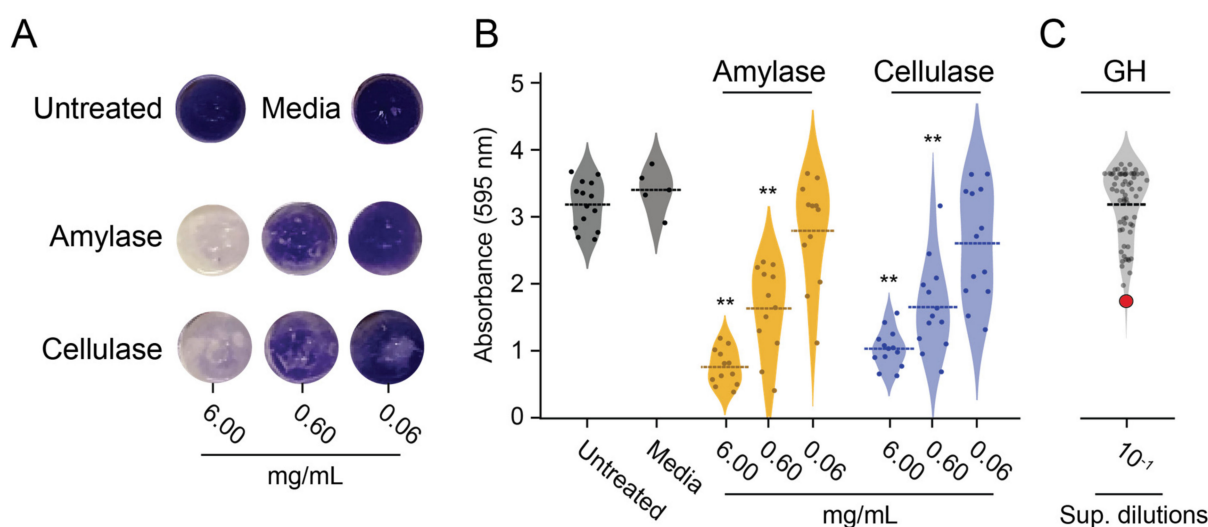 A
Untreated
Media
Amylase
Cellulase
6.00
0.60
0.06
mg/mL
B
Absorbance (595 nm)
5
4
3
2
1
0
Amylase
Cellulase
**
**
**
**
Untreated
Media
6.00
0.60
0.06
6.00
0.60
0.06
mg/mL
C
GH
10⁻¹
Sup. dilutions